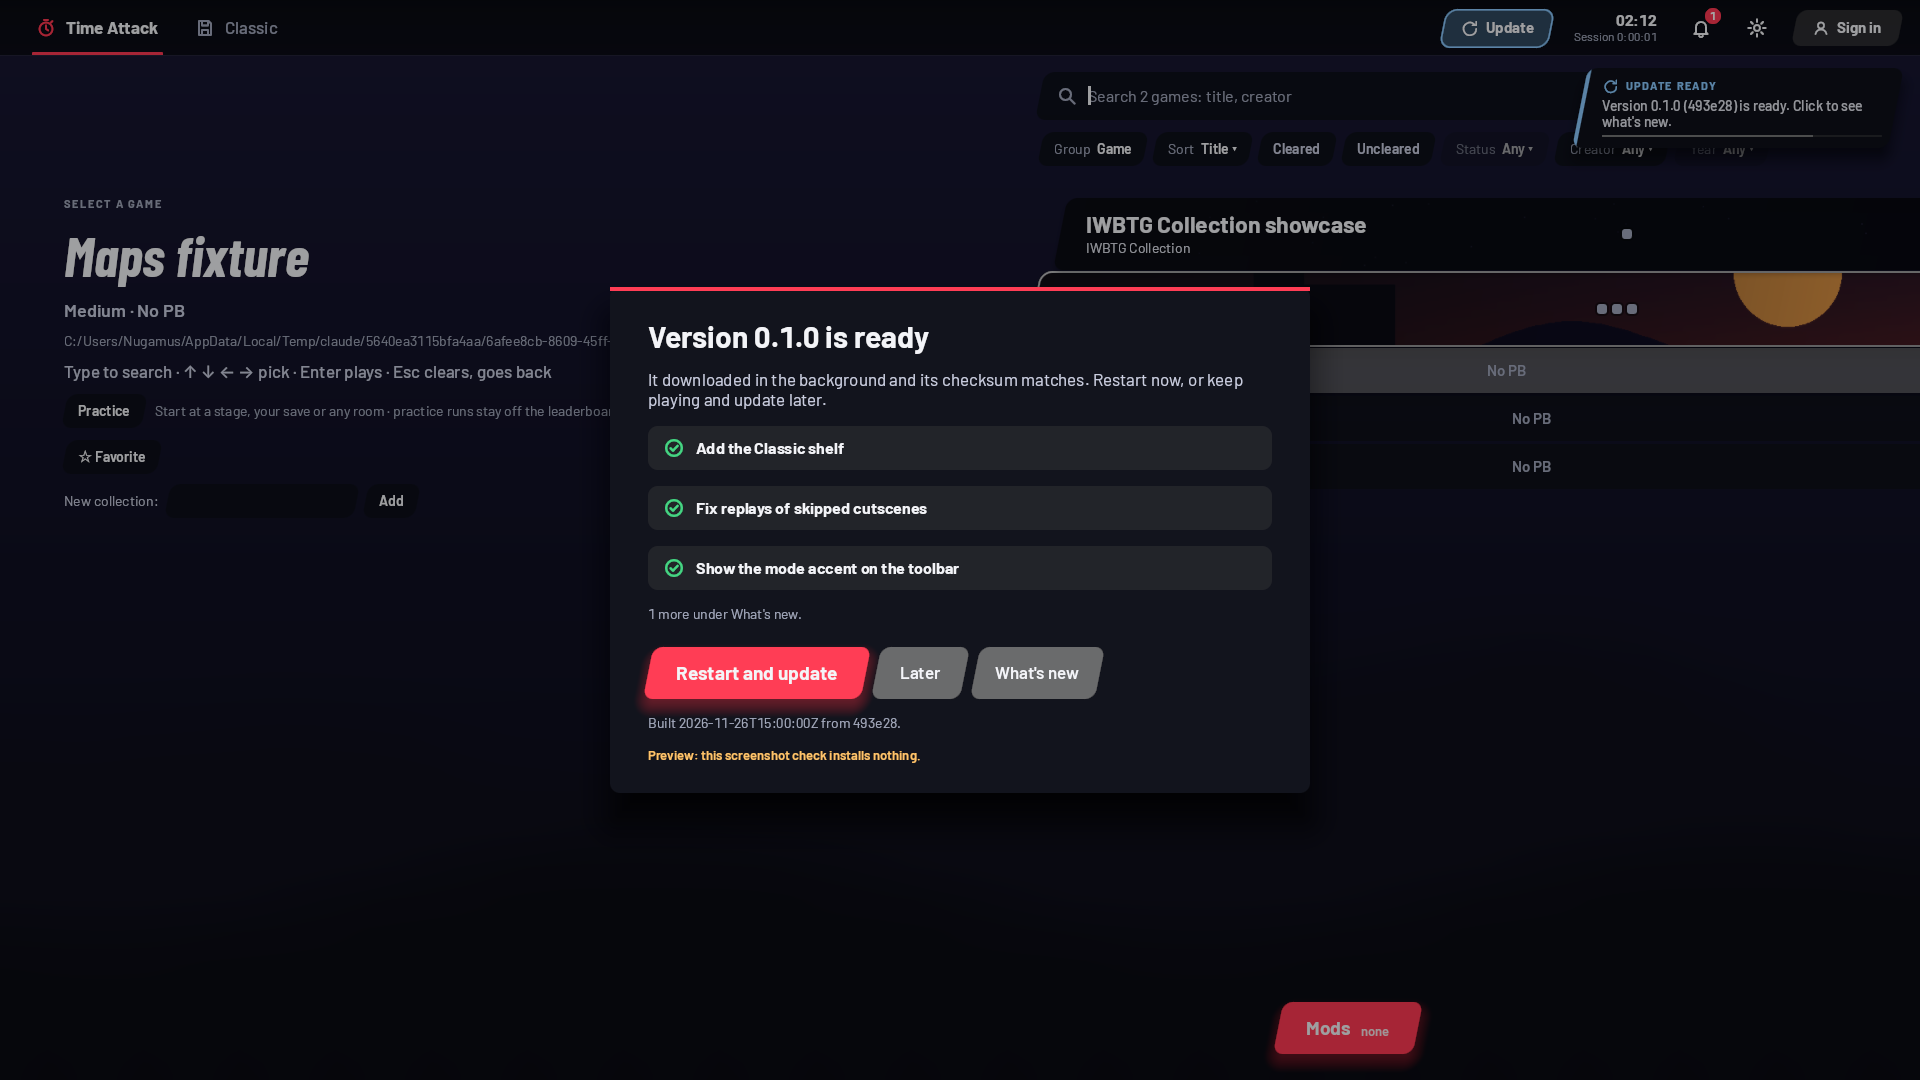 Time Attack
Classic
Update
02:12
Session 0:00:01
1
Sign in
Search 2 games: title, creator
UPDATE READY
Version 0.1.0 (493e28) is ready. Click to see
what's new.
Group Game
Sort Title
Cleared
Uncleared
Status Any
Creator Any
Year Any
SELECT A GAME
Maps fixture
Medium · No PB
C:/Users/Nugamus/AppData/Local/Temp/claude/5640ea3115bfa4aa/6afee8cb-8609-45ff-
Type to search · ↑ ↓ ← → pick · Enter plays · Esc clears, goes back
Practice
Start at a stage, your save or any room · practice runs stay off the leaderboar
☆ Favorite
New collection:
Add
IWBTG Collection showcase
IWBTG Collection
No PB
No PB
No PB
Version 0.1.0 is ready
It downloaded in the background and its checksum matches. Restart now, or keep
playing and update later.
Add the Classic shelf
Fix replays of skipped cutscenes
Show the mode accent on the toolbar
1 more under What's new.
Restart and update
Later
What's new
Built 2026-11-26T15:00:00Z from 493e28.
Preview: this screenshot check installs nothing.
Mods none